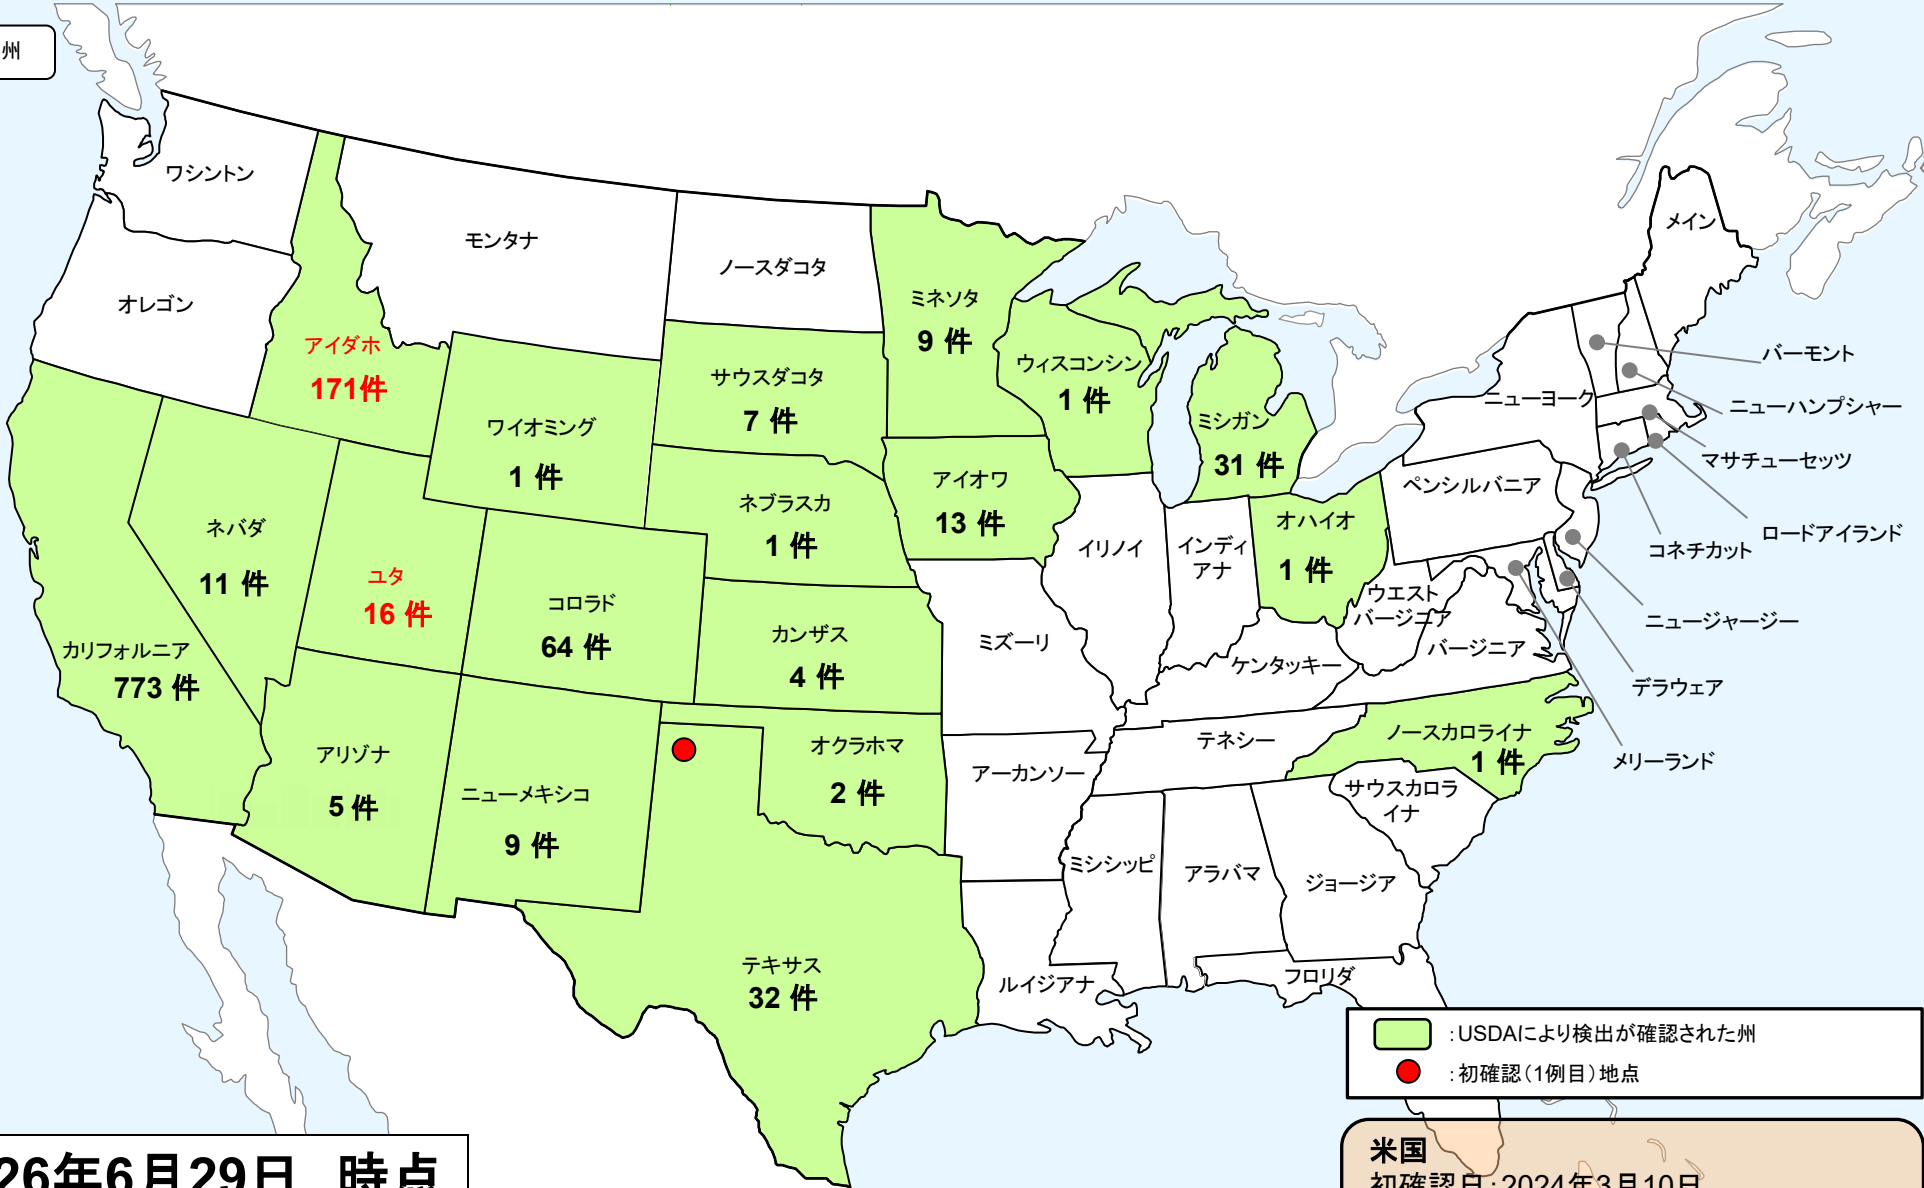 州
ワシントン
モンタナ
ノースダコタ
オレゴン
アイダホ
171件
ミネソタ
9 件
サウスダコタ
7 件
ウィスコンシン
1 件
ワイオミング
1 件
ミシガン
31 件
メイン
バーモント
ニューヨーク
ニューハンプシャー
マサチューセッツ
ペンシルバニア
ロードアイランド
コネチカット
アイオワ
13 件
ネブラスカ
1 件
ネバダ
11 件
ユタ
16 件
コロラド
64 件
カンザス
4 件
イリノイ
インディ
アナ
オハイオ
1 件
ウエスト
バージニア
バージニア
ニュージャージー
デラウェア
メリーランド
カリフォルニア
773 件
ミズーリ
ケンタッキー
アリゾナ
5 件
ニューメキシコ
9 件
オクラホマ
2 件
アーカンソー
テネシー
ノースカロライナ
1 件
サウスカロラ
イナ
ミシシッピ
アラバマ
ジョージア
テキサス
32 件
ルイジアナ
フロリダ
：USDAにより検出が確認された州
：初確認（1例目）地点
26年6月29日　時点
米国
初確認日：2024年3月10日